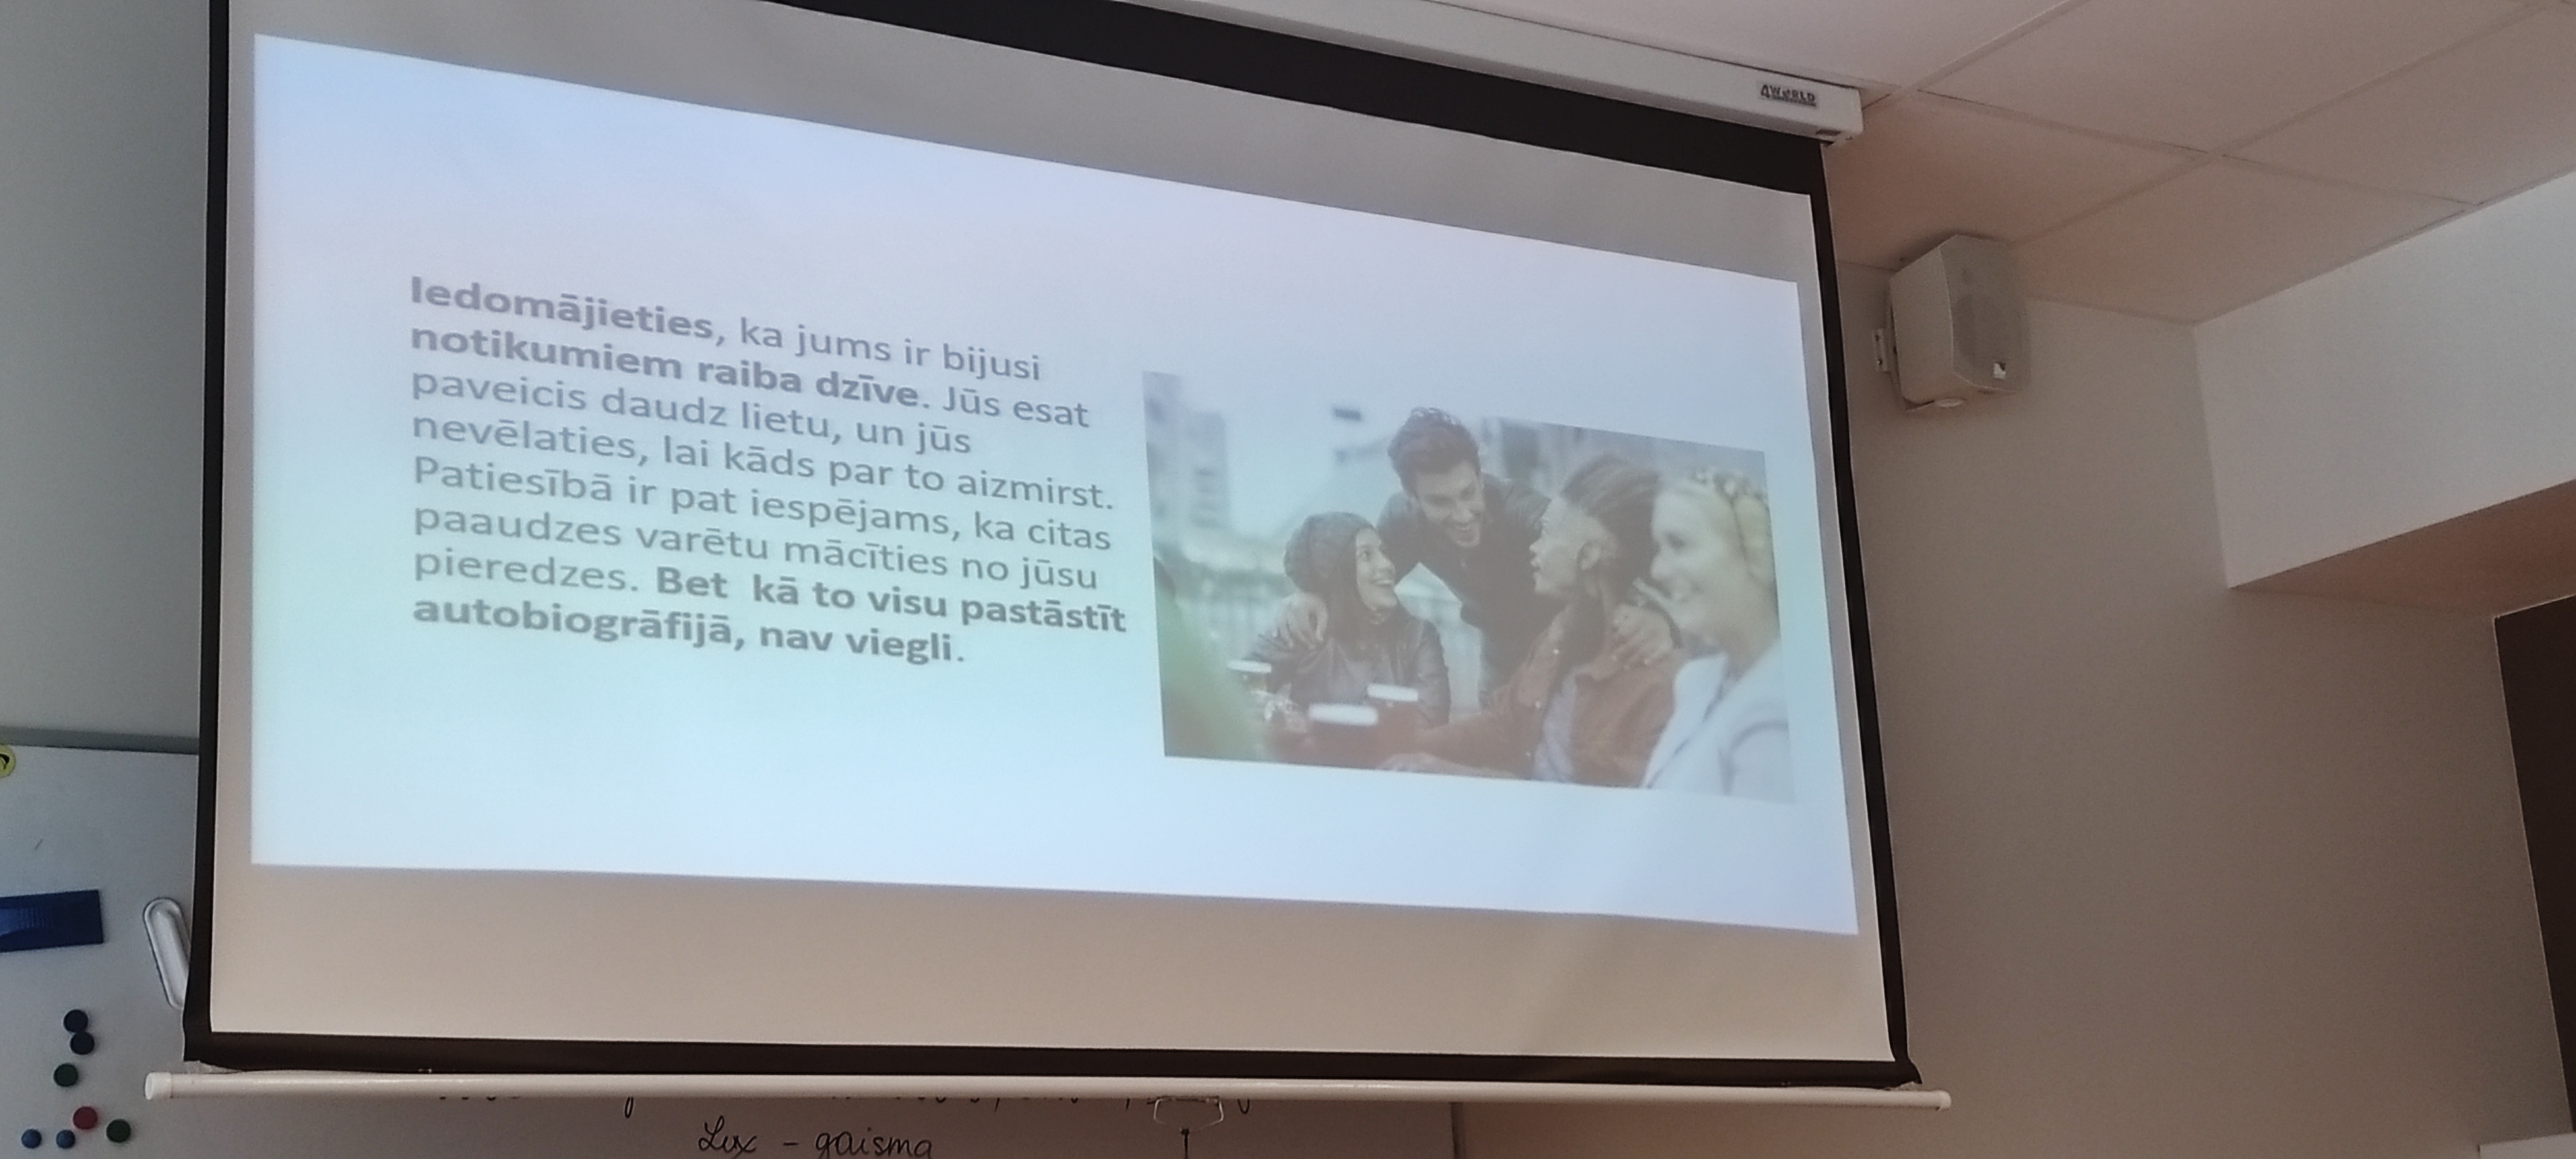 4WORLD
Iedomājieties, ka jums ir bijusi
notikumiem raiba dzīve. Jūs esat
paveicis daudz lietu, un jūs
nevēlaties, lai kāds par to aizmirst.
Patiesībā ir pat iespējams, ka citas
paaudzes varētu mācīties no jūsu
pieredzes. Bet kā to visu pastāstīt
autobiogrāfijā, nav viegli.
Lux - gaisma